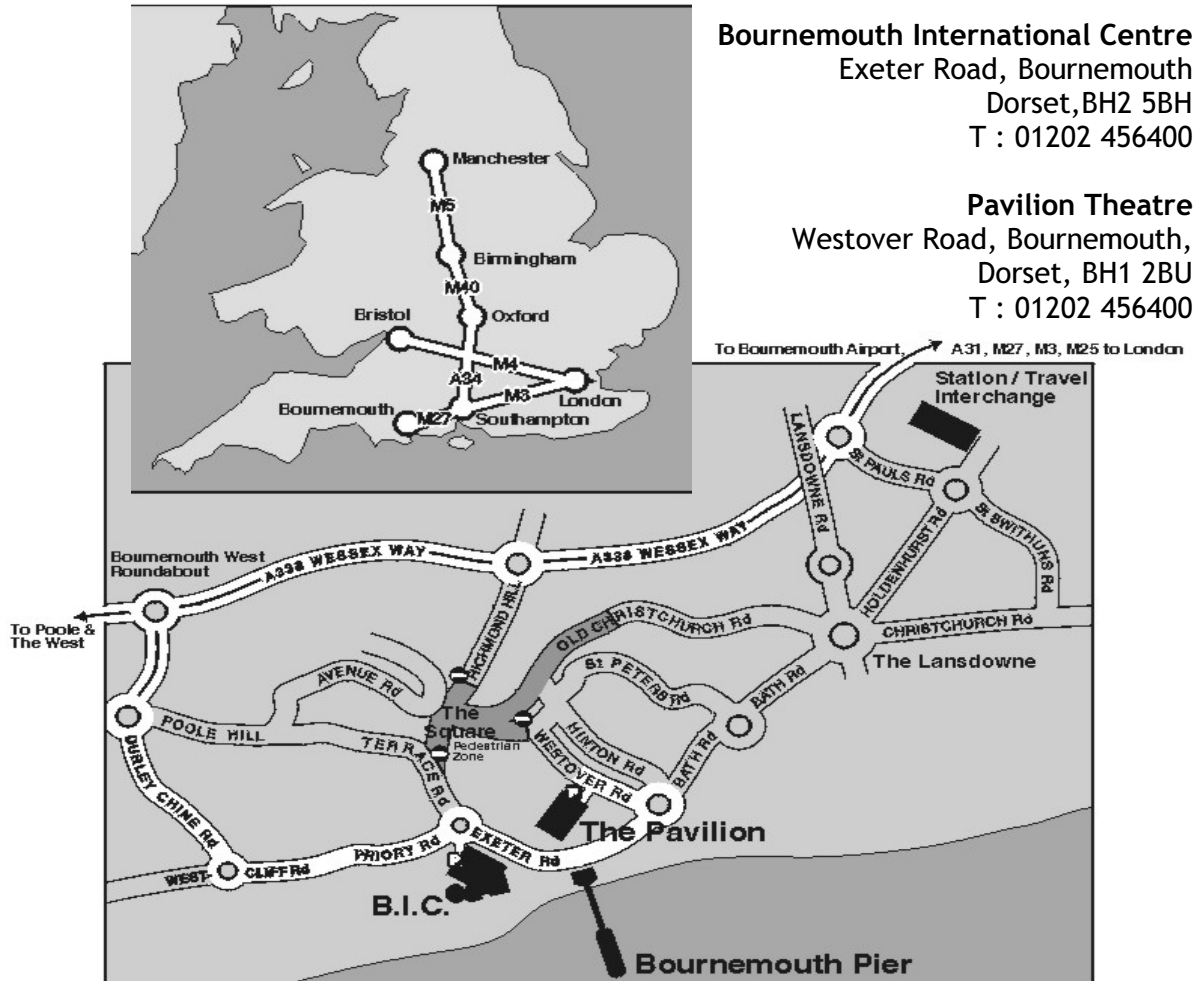 Bournemouth International Centre
Exeter Road, Bournemouth
Dorset,BH2 5BH
T : 01202 456400
Pavilion Theatre
Westover Road, Bournemouth,
Dorset, BH1 2BU
T : 01202 456400
Manchester
M5
Birmingham
M40
Oxford
Bristol
M4
A34
London
M3
Bournemouth
M27
Southampton
To Bournemouth Airport, A31, M27, M3, M25 to London
Station / Travel
Interchange
LANSDOWNE Rd
St PAULS Rd
St SWITHUNS Rd
HOLDENHURST Rd
Bournemouth West
Roundabout
A338 WESSEX WAY
A338 WESSEX WAY
To Poole &
The West
RICHMOND HILL
OLD CHRISTCHURCH Rd
CHRISTCHURCH Rd
The Lansdowne
AVENUE Rd
St PETERS Rd
BATH Rd
The
Square
Pedestrian
Zone
POOLE HILL
TERRACE Rd
HINTON Rd
WESTOVER Rd
BATH Rd
DURLEY CHINE Rd
P
The Pavilion
PRIORY Rd
EXETER Rd
WEST CLIFF Rd
P
B.I.C.
Bournemouth Pier